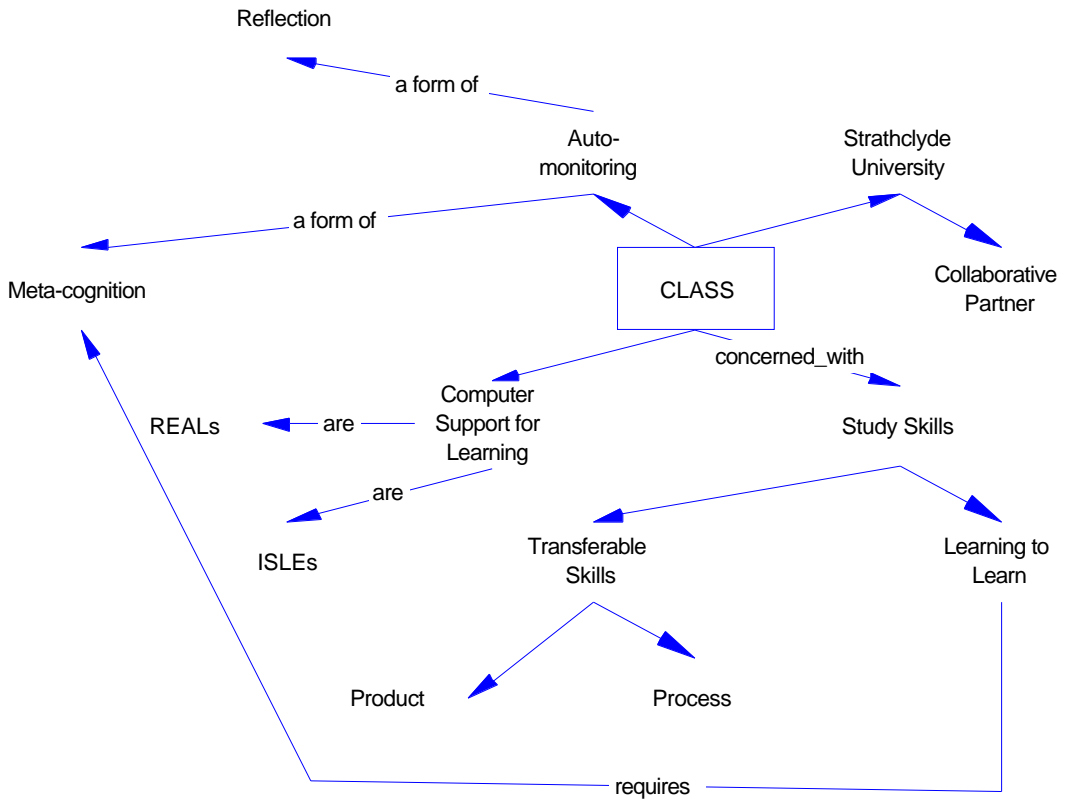 Reflection
a form of
Auto-
monitoring
Strathclyde
University
a form of
Meta-cognition
CLASS
Collaborative
Partner
concerned_with
Computer
Support for
Learning
REALs
are
Study Skills
are
ISLEs
Transferable
Skills
Learning to
Learn
Product
Process
requires